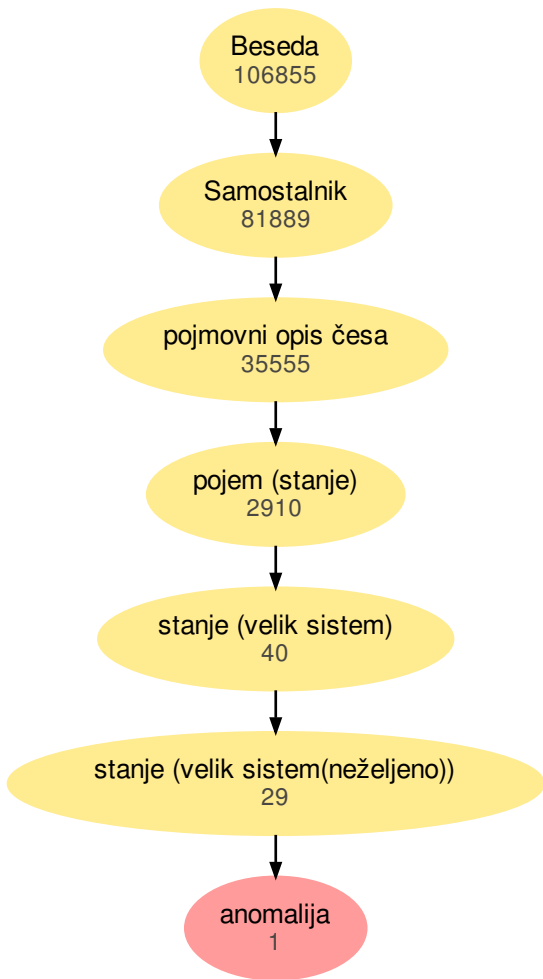 Beseda
106855
Samostalnik
81889
pojmovni opis česa
35555
pojem (stanje)
2910
stanje (velik sistem)
40
stanje (velik sistem(neželjeno))
29
anomalija
1